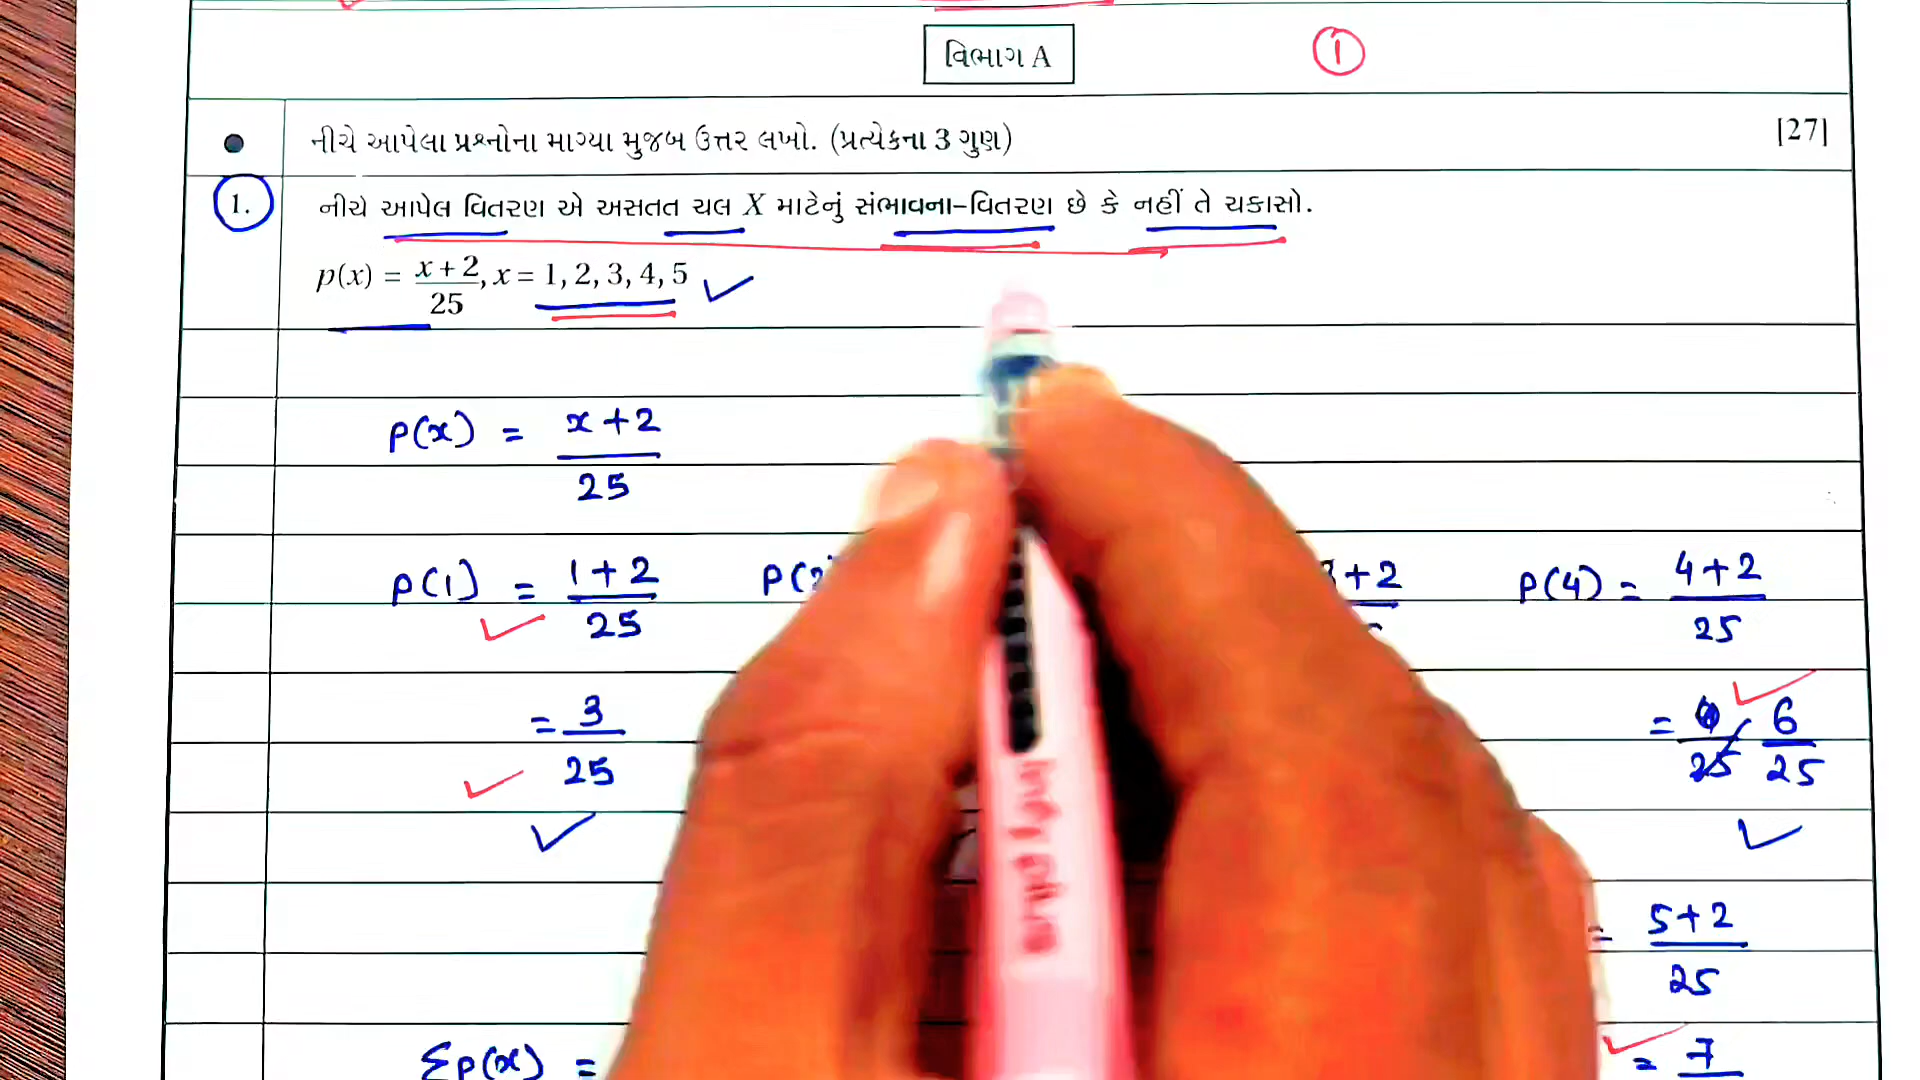 વિભાગ A
1
નીચે આપેલા પ્રશ્નોના માગ્યા મુજબ ઉત્તર લખો. (પ્રત્યેકના 3 ગુણ) [27]
1. નીચે આપેલ વિતરણ એ અસતત ચલ X માટેનું સંભાવના-વિતરણ છે કે નહીં તે ચકાસો.
p(x) = x+2/25, x = 1, 2, 3, 4, 5
P(x) = x+2/25
P(1) = 1+2/25 P(2 +2 P(4) = 4+2/25
= 3/25 = 6/25
= 5+2/25
Σp(x) = = 7